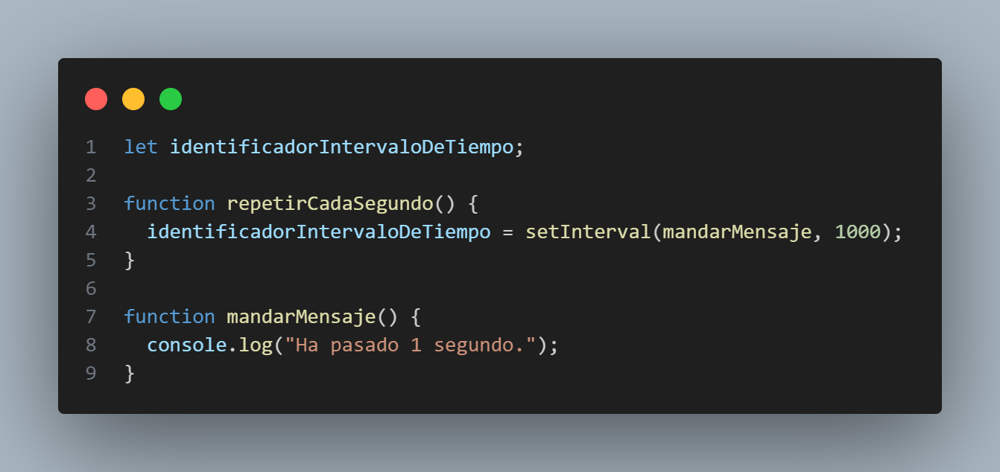 1 let identificadorIntervaloDeTiempo;
2
3 function repetirCadaSegundo() {
4   identificadorIntervaloDeTiempo = setInterval(mandarMensaje, 1000);
5 }
6
7 function mandarMensaje() {
8   console.log("Ha pasado 1 segundo.");
9 }